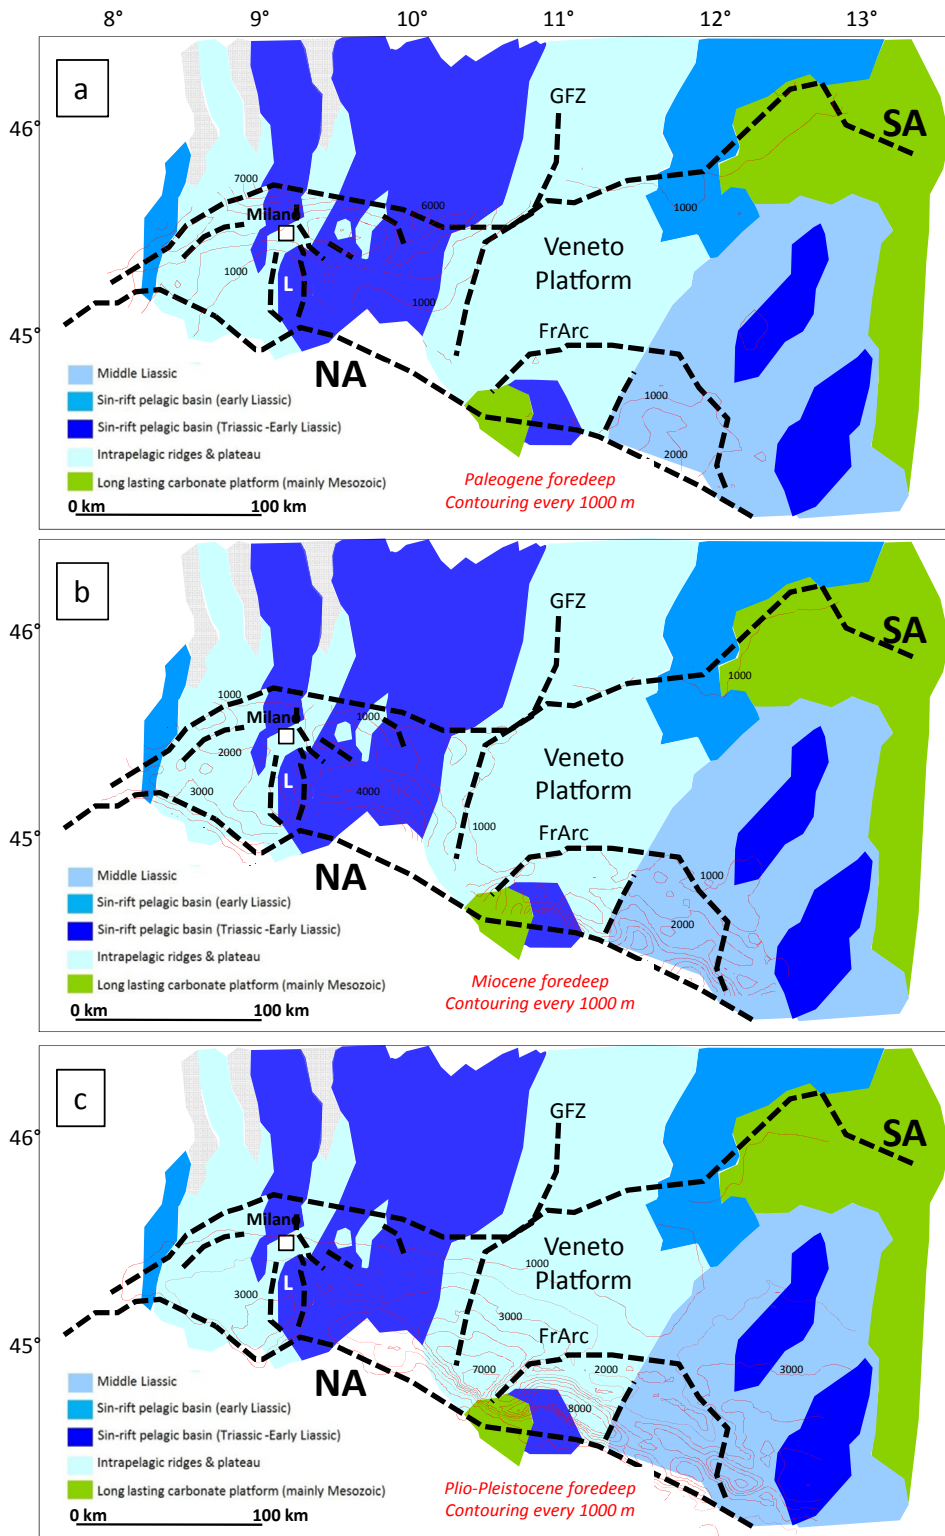 8° 9° 10° 11° 12° 13°
a
GFZ
46°
SA
7000
6000
Milano
1000
1000
Veneto
Platform
L
1000
45°
FrArc
NA
1000
2000
Middle Liassic
Sin-rift pelagic basin (early Liassic)
Sin-rift pelagic basin (Triassic -Early Liassic)
Intrapelagic ridges & plateau
Long lasting carbonate platform (mainly Mesozoic)
0 km 100 km
Paleogene foredeep
Contouring every 1000 m
b
GFZ
46°
SA
1000
1000
Milano
1000
2000
Veneto
Platform
L
3000
4000
45°
1000
FrArc
NA
1000
2000
Middle Liassic
Sin-rift pelagic basin (early Liassic)
Sin-rift pelagic basin (Triassic -Early Liassic)
Intrapelagic ridges & plateau
Long lasting carbonate platform (mainly Mesozoic)
0 km 100 km
Miocene foredeep
Contouring every 1000 m
c
GFZ
46°
SA
Milano
Veneto
Platform
1000
L
3000
3000
45°
FrArc
7000
2000
3000
NA
8000
Middle Liassic
Sin-rift pelagic basin (early Liassic)
Sin-rift pelagic basin (Triassic -Early Liassic)
Intrapelagic ridges & plateau
Long lasting carbonate platform (mainly Mesozoic)
0 km 100 km
Plio-Pleistocene foredeep
Contouring every 1000 m